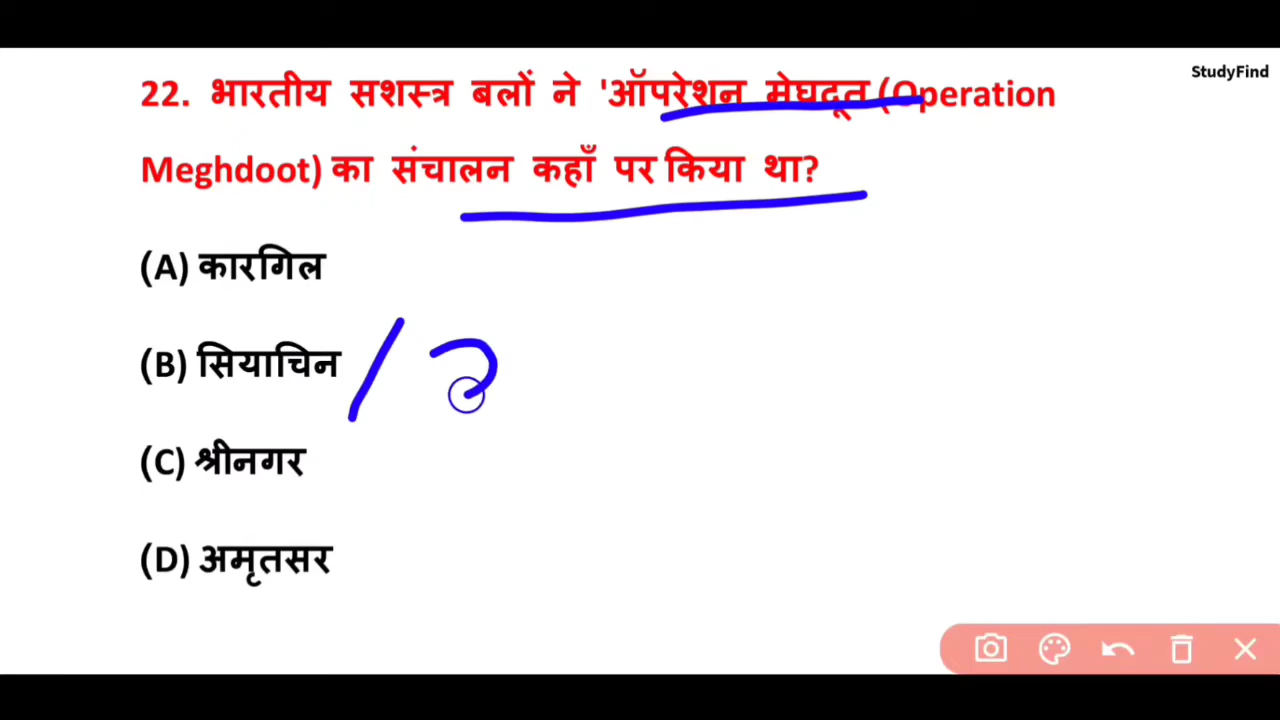 StudyFind
22. भारतीय सशस्त्र बलों ने 'ऑपरेशन मेघदूत (Operation
Meghdoot) का संचालन कहाँ पर किया था?
(A) कारगिल
(B) सियाचिन
(C) श्रीनगर
(D) अमृतसर